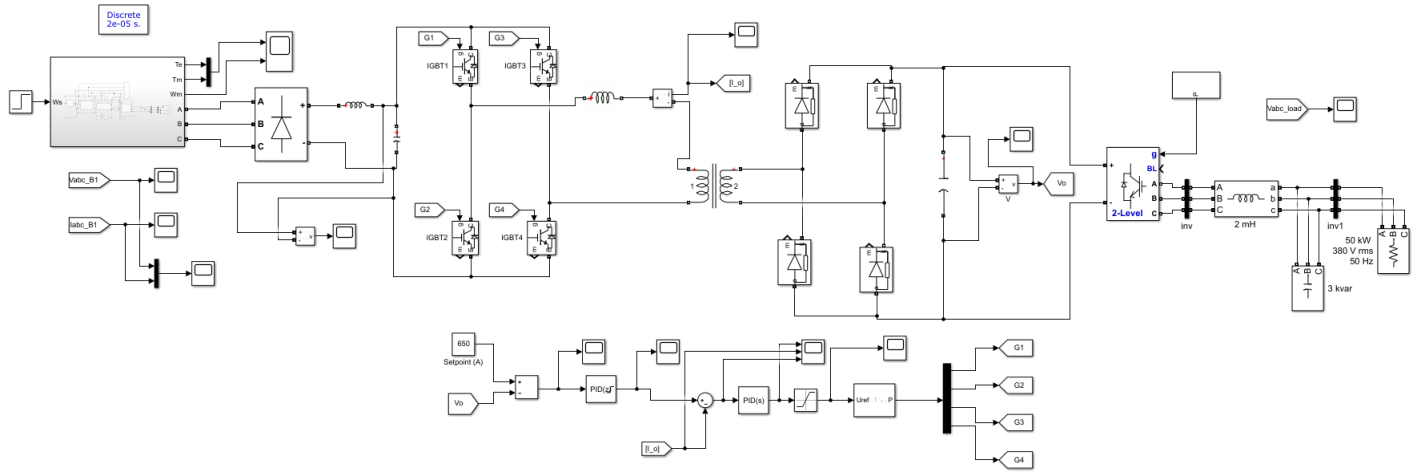 Discrete
2e-05 s.
Ws
Te
Tm
Wm
A
B
C
A
B
C
+
-
Vabc_B1
Iabc_B1
G1
IGBT1
G3
IGBT3
G2
IGBT2
G4
IGBT4
+
-
v
[I_o]
1
2
+
-
v
V
Vo
P
Vabc_load
g
BL
A
B
C
+
-
2-Level
inv
A
B
C
a
b
c
2 mH
inv1
A
B
C
50 kW
380 V rms
50 Hz
A
B
C
3 kvar
650
Setpoint (A)
Vo
+
-
PID(z)
[I_o]
PID(s)
Uref
P
G1
G2
G3
G4